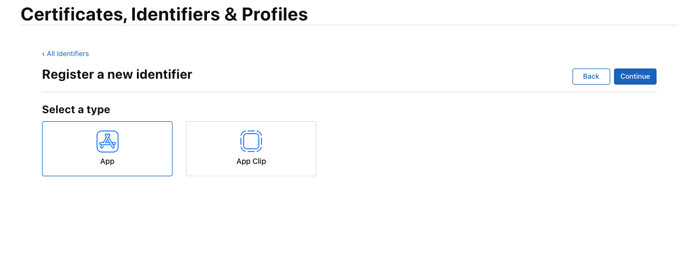 Certificates, Identifiers & Profiles
‹ All Identifiers
Register a new identifier
Back
Continue
Select a type
App
App Clip